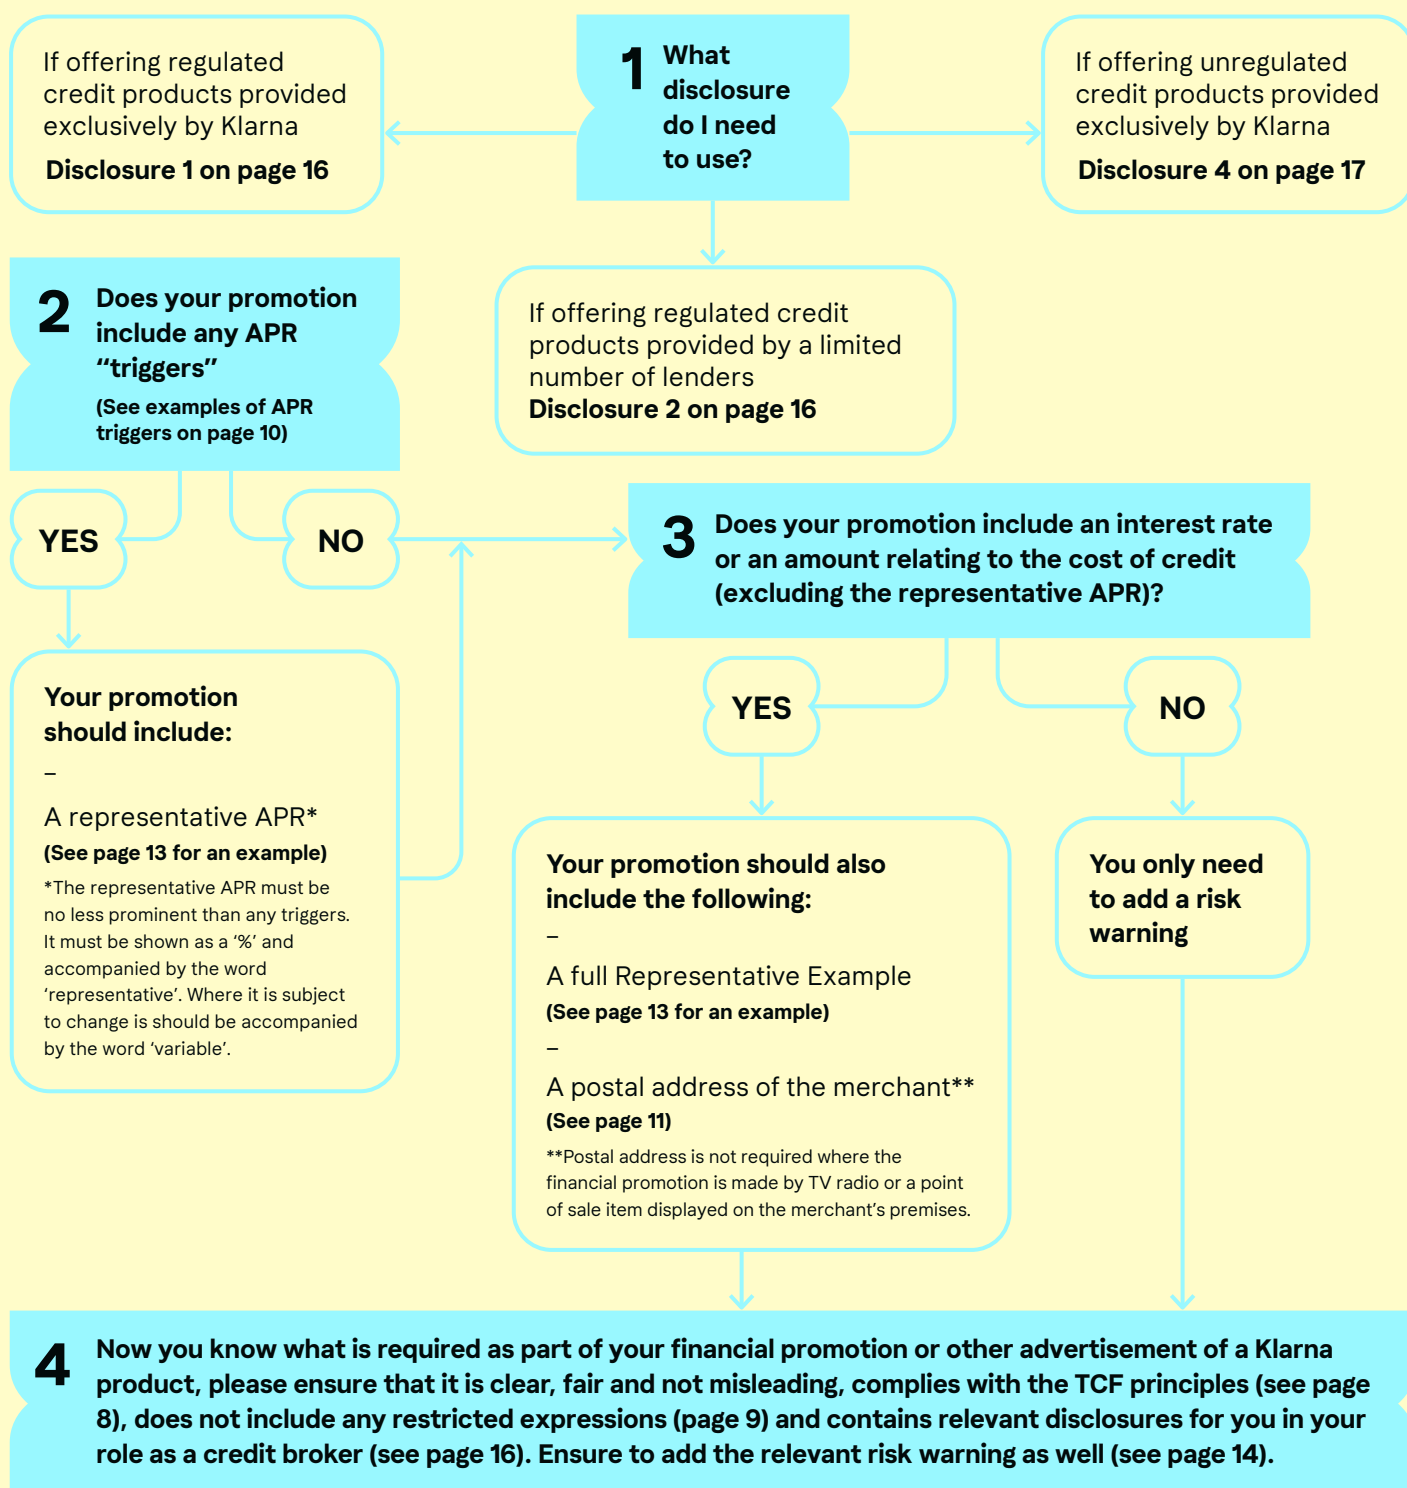 If offering regulated
credit products provided
exclusively by Klarna
Disclosure 1 on page 16
1
What
disclosure
do I need
to use?
If offering unregulated
credit products provided
exclusively by Klarna
Disclosure 4 on page 17
If offering regulated credit
products provided by a limited
number of lenders
Disclosure 2 on page 16
2
Does your promotion
include any APR
“triggers”
(See examples of APR
triggers on page 10)
YES
NO
Your promotion
should include:
–
A representative APR*
(See page 13 for an example)
*The representative APR must be
no less prominent than any triggers.
It must be shown as a ‘%’ and
accompanied by the word
‘representative’. Where it is subject
to change is should be accompanied
by the word ‘variable’.
3
Does your promotion include an interest rate
or an amount relating to the cost of credit
(excluding the representative APR)?
YES
NO
Your promotion should also
include the following:
–
A full Representative Example
(See page 13 for an example)
–
A postal address of the merchant**
(See page 11)
**Postal address is not required where the
financial promotion is made by TV radio or a point
of sale item displayed on the merchant’s premises.
You only need
to add a risk
warning
4
Now you know what is required as part of your financial promotion or other advertisement of a Klarna
product, please ensure that it is clear, fair and not misleading, complies with the TCF principles (see page
8), does not include any restricted expressions (page 9) and contains relevant disclosures for you in your
role as a credit broker (see page 16). Ensure to add the relevant risk warning as well (see page 14).